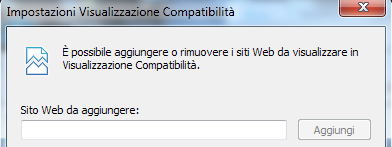 Impostazioni Visualizzazione Compatibilità
È possibile aggiungere o rimuovere i siti Web da visualizzare in
Visualizzazione Compatibilità.
Sito Web da aggiungere:
Aggiungi